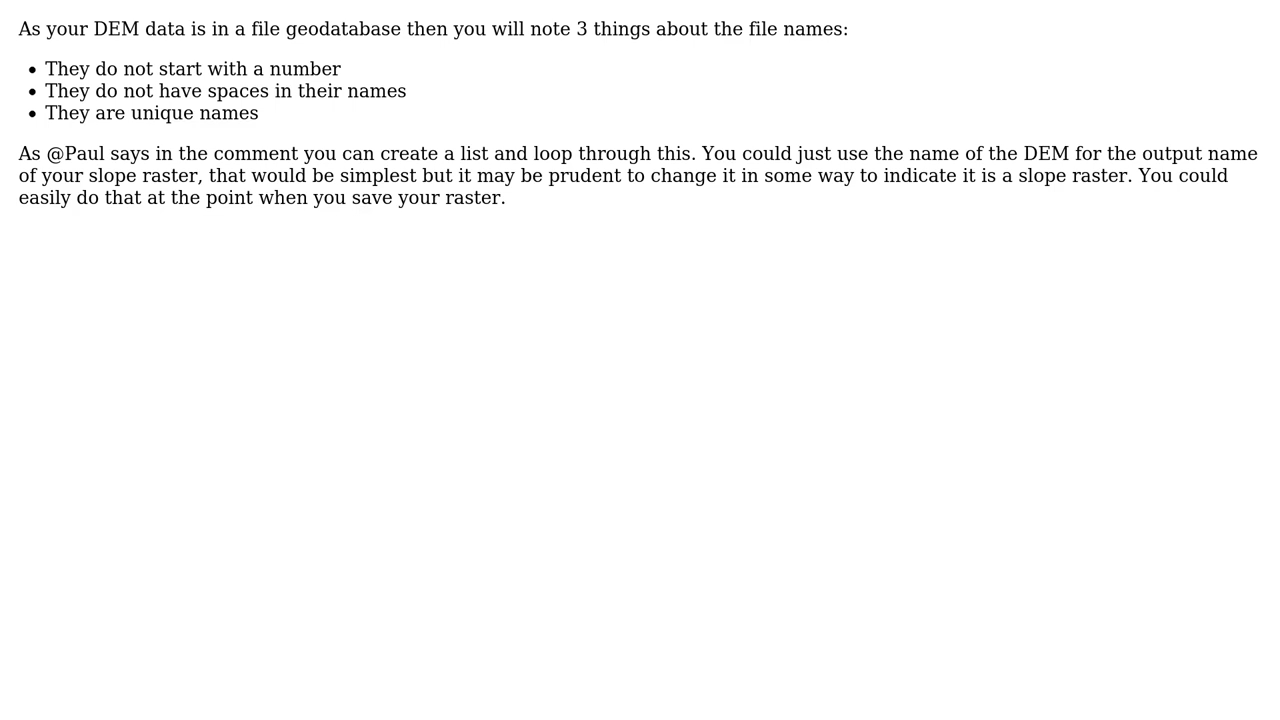 As your DEM data is in a file geodatabase then you will note 3 things about the file names:
• They do not start with a number
• They do not have spaces in their names
• They are unique names
As @Paul says in the comment you can create a list and loop through this. You could just use the name of the DEM for the output name
of your slope raster, that would be simplest but it may be prudent to change it in some way to indicate it is a slope raster. You could
easily do that at the point when you save your raster.